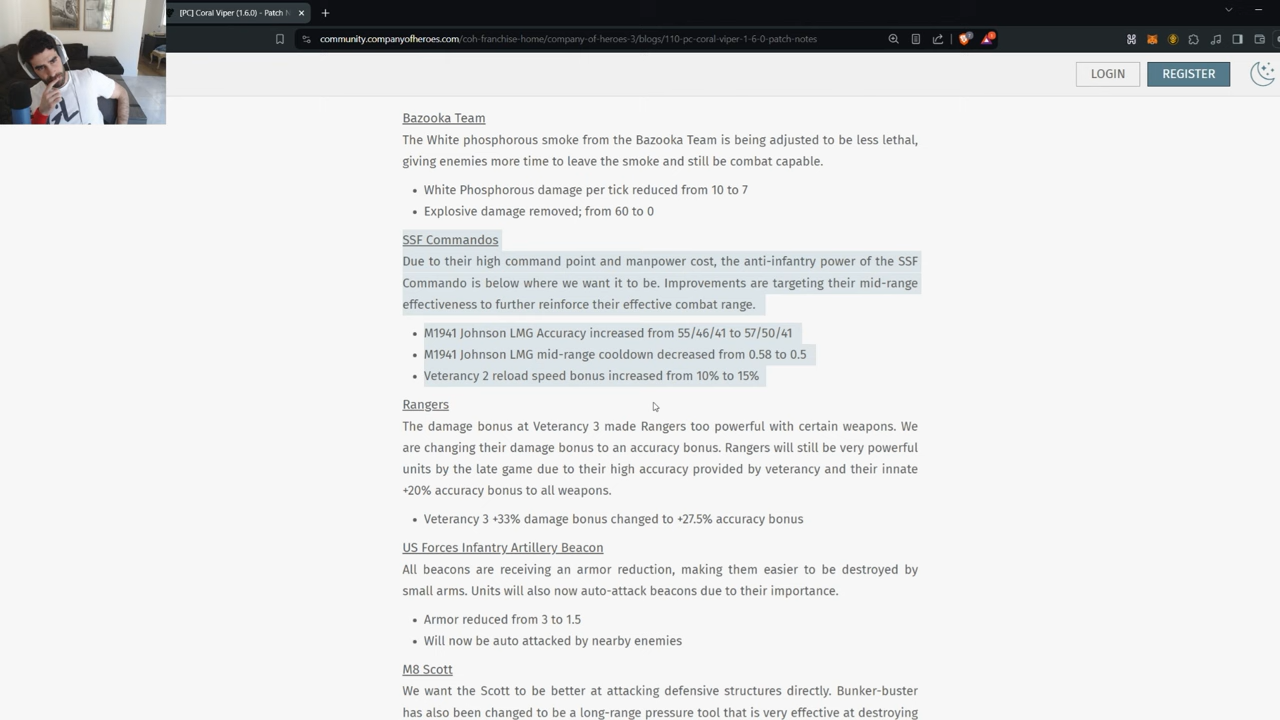 [PC] Coral Viper (1.6.0) - Patch N
community.companyofheroes.com/coh-franchise-home/company-of-heroes-3/blogs/110-pc-coral-viper-1-6-0-patch-notes
LOGIN
REGISTER
Bazooka Team
The White phosphorous smoke from the Bazooka Team is being adjusted to be less lethal,
giving enemies more time to leave the smoke and still be combat capable.
• White Phosphorous damage per tick reduced from 10 to 7
• Explosive damage removed; from 60 to 0
SSF Commandos
Due to their high command point and manpower cost, the anti-infantry power of the SSF
Commando is below where we want it to be. Improvements are targeting their mid-range
effectiveness to further reinforce their effective combat range.
• M1941 Johnson LMG Accuracy increased from 55/46/41 to 57/50/41
• M1941 Johnson LMG mid-range cooldown decreased from 0.58 to 0.5
• Veterancy 2 reload speed bonus increased from 10% to 15%
Rangers
The damage bonus at Veterancy 3 made Rangers too powerful with certain weapons. We
are changing their damage bonus to an accuracy bonus. Rangers will still be very powerful
units by the late game due to their high accuracy provided by veterancy and their innate
+20% accuracy bonus to all weapons.
• Veterancy 3 +33% damage bonus changed to +27.5% accuracy bonus
US Forces Infantry Artillery Beacon
All beacons are receiving an armor reduction, making them easier to be destroyed by
small arms. Units will also now auto-attack beacons due to their importance.
• Armor reduced from 3 to 1.5
• Will now be auto attacked by nearby enemies
M8 Scott
We want the Scott to be better at attacking defensive structures directly. Bunker-buster
has also been changed to be a long-range pressure tool that is very effective at destroying